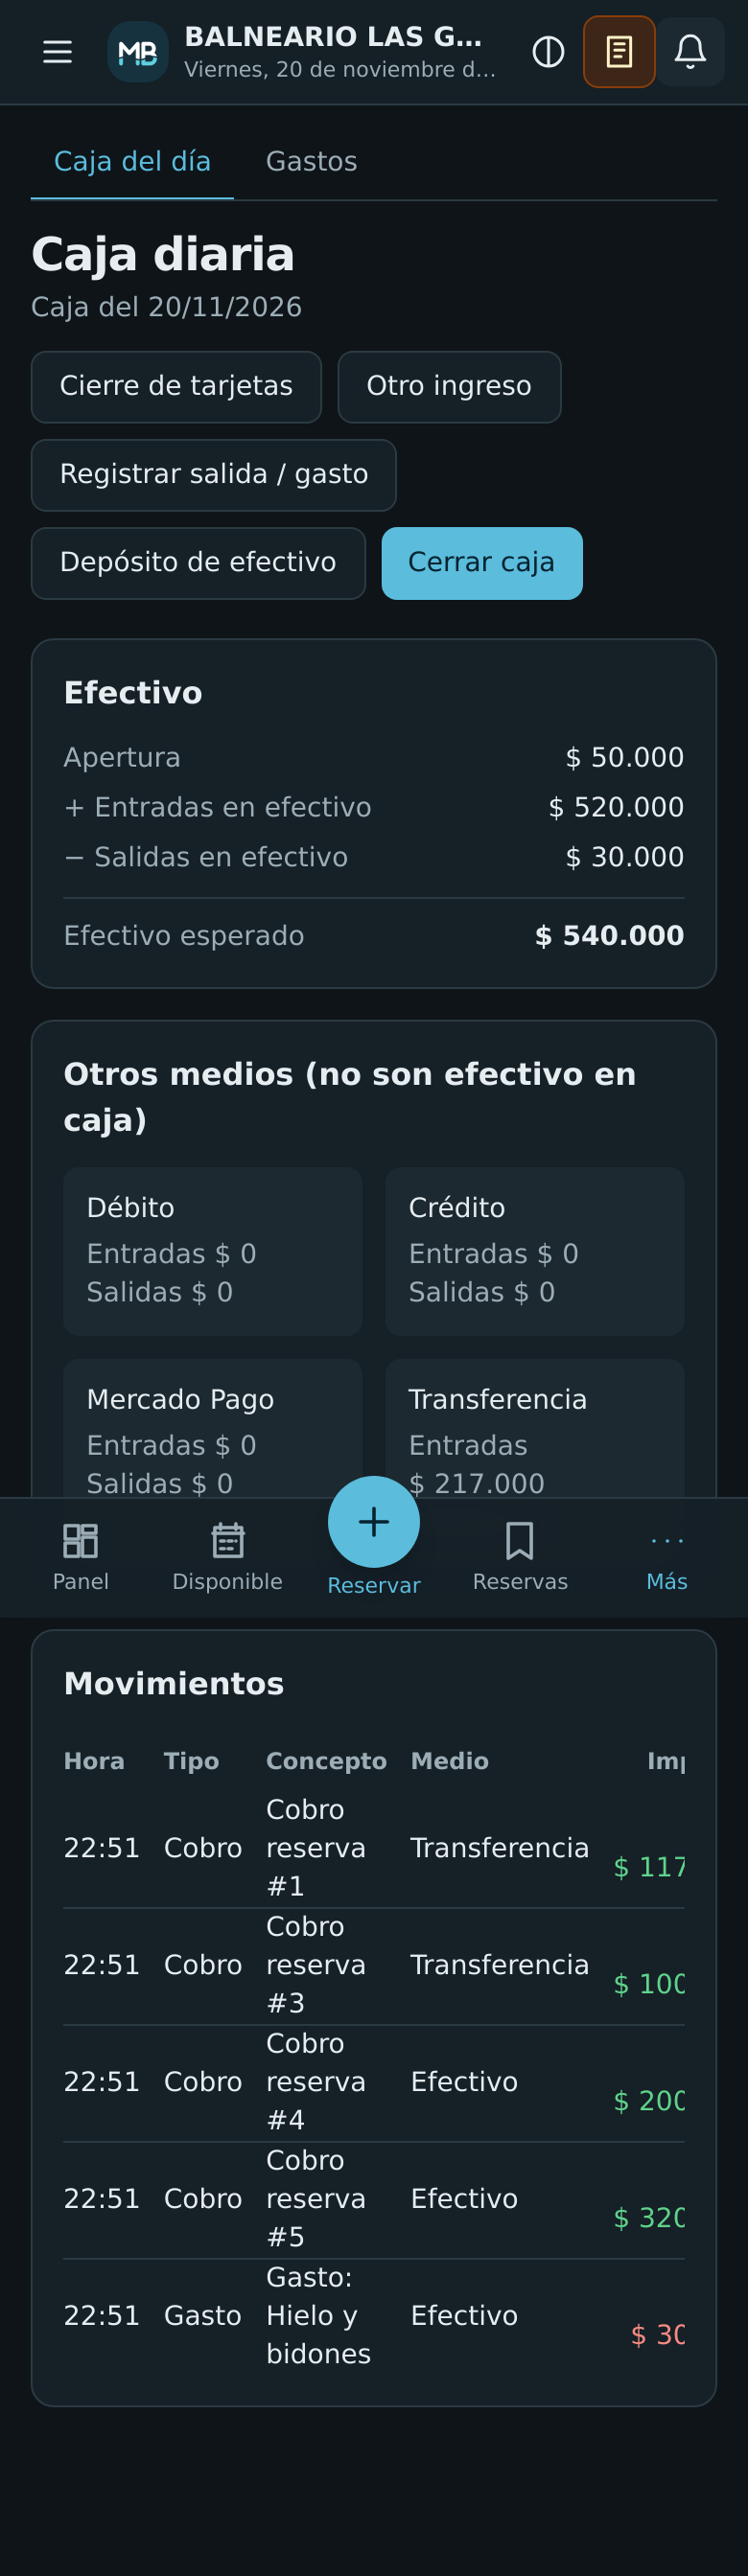 MB
BALNEARIO LAS G...
Viernes, 20 de noviembre d...
Caja del día
Gastos
Caja diaria
Caja del 20/11/2026
Cierre de tarjetas
Otro ingreso
Registrar salida / gasto
Depósito de efectivo
Cerrar caja
Efectivo
Apertura $ 50.000
+ Entradas en efectivo $ 520.000
− Salidas en efectivo $ 30.000
Efectivo esperado $ 540.000
Otros medios (no son efectivo en
caja)
Débito
Entradas $ 0
Salidas $ 0
Crédito
Entradas $ 0
Salidas $ 0
Mercado Pago
Entradas $ 0
Salidas $ 0
Transferencia
Entradas
$ 217.000
Panel
Disponible
Reservar
Reservas
Más
Movimientos
Hora Tipo Concepto Medio Imp
22:51 Cobro Cobro reserva #1 Transferencia $ 117
22:51 Cobro Cobro reserva #3 Transferencia $ 100
22:51 Cobro Cobro reserva #4 Efectivo $ 200
22:51 Cobro Cobro reserva #5 Efectivo $ 320
22:51 Gasto Gasto: Hielo y bidones Efectivo $ 30